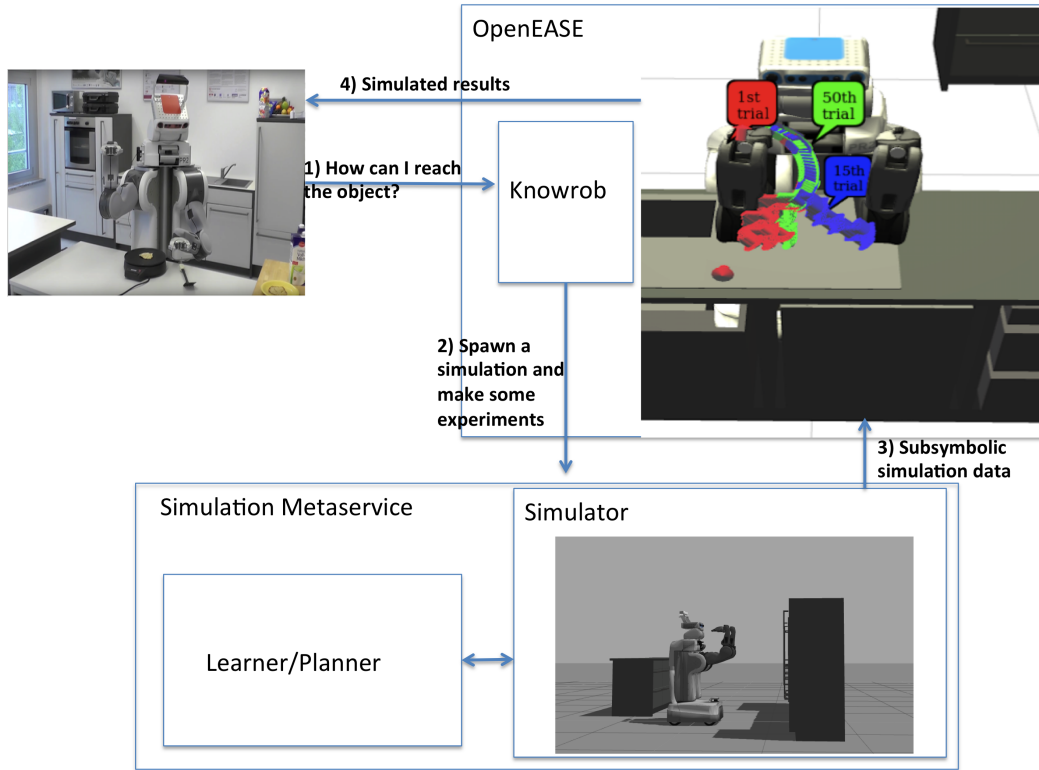 OpenEASE
4) Simulated results
1st
trial
50th
trial
1) How can I reach
the object?
Knowrob
15th
trial
2) Spawn a
simulation and
make some
experiments
3) Subsymbolic
simulation data
Simulation Metaservice
Simulator
Learner/Planner